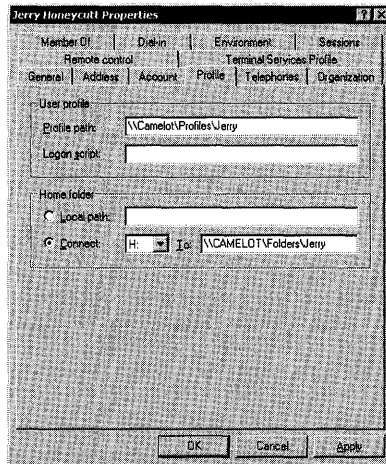 Jerry Honeycutt Properties ? X
Member Of Dial-in Environment Sessions
Remote control Terminal Services Profile
General Address Account Profile Telephones Organization
User profile
Profile path: \\Camelot\Profiles\Jerry
Logon script:
Home folder
Local path:
Connect: H: To: \\CAMELOT\Folders\Jerry
OK Cancel Apply